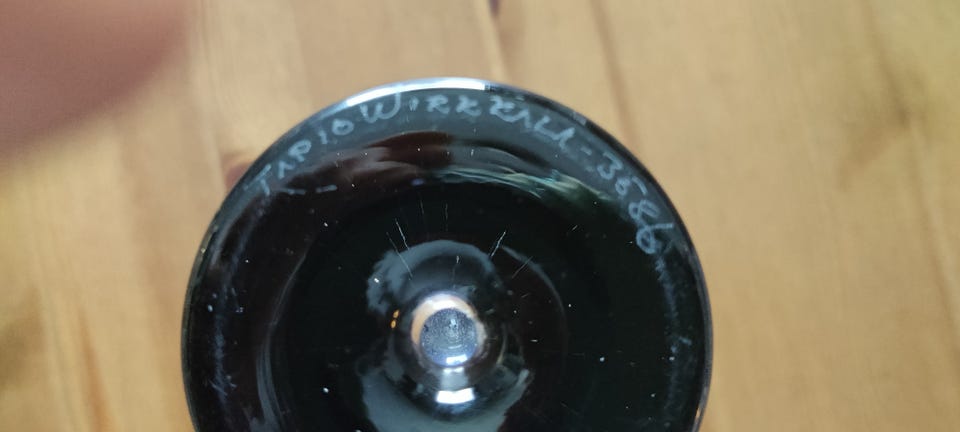 TAPIO WIRKKALA - 3586